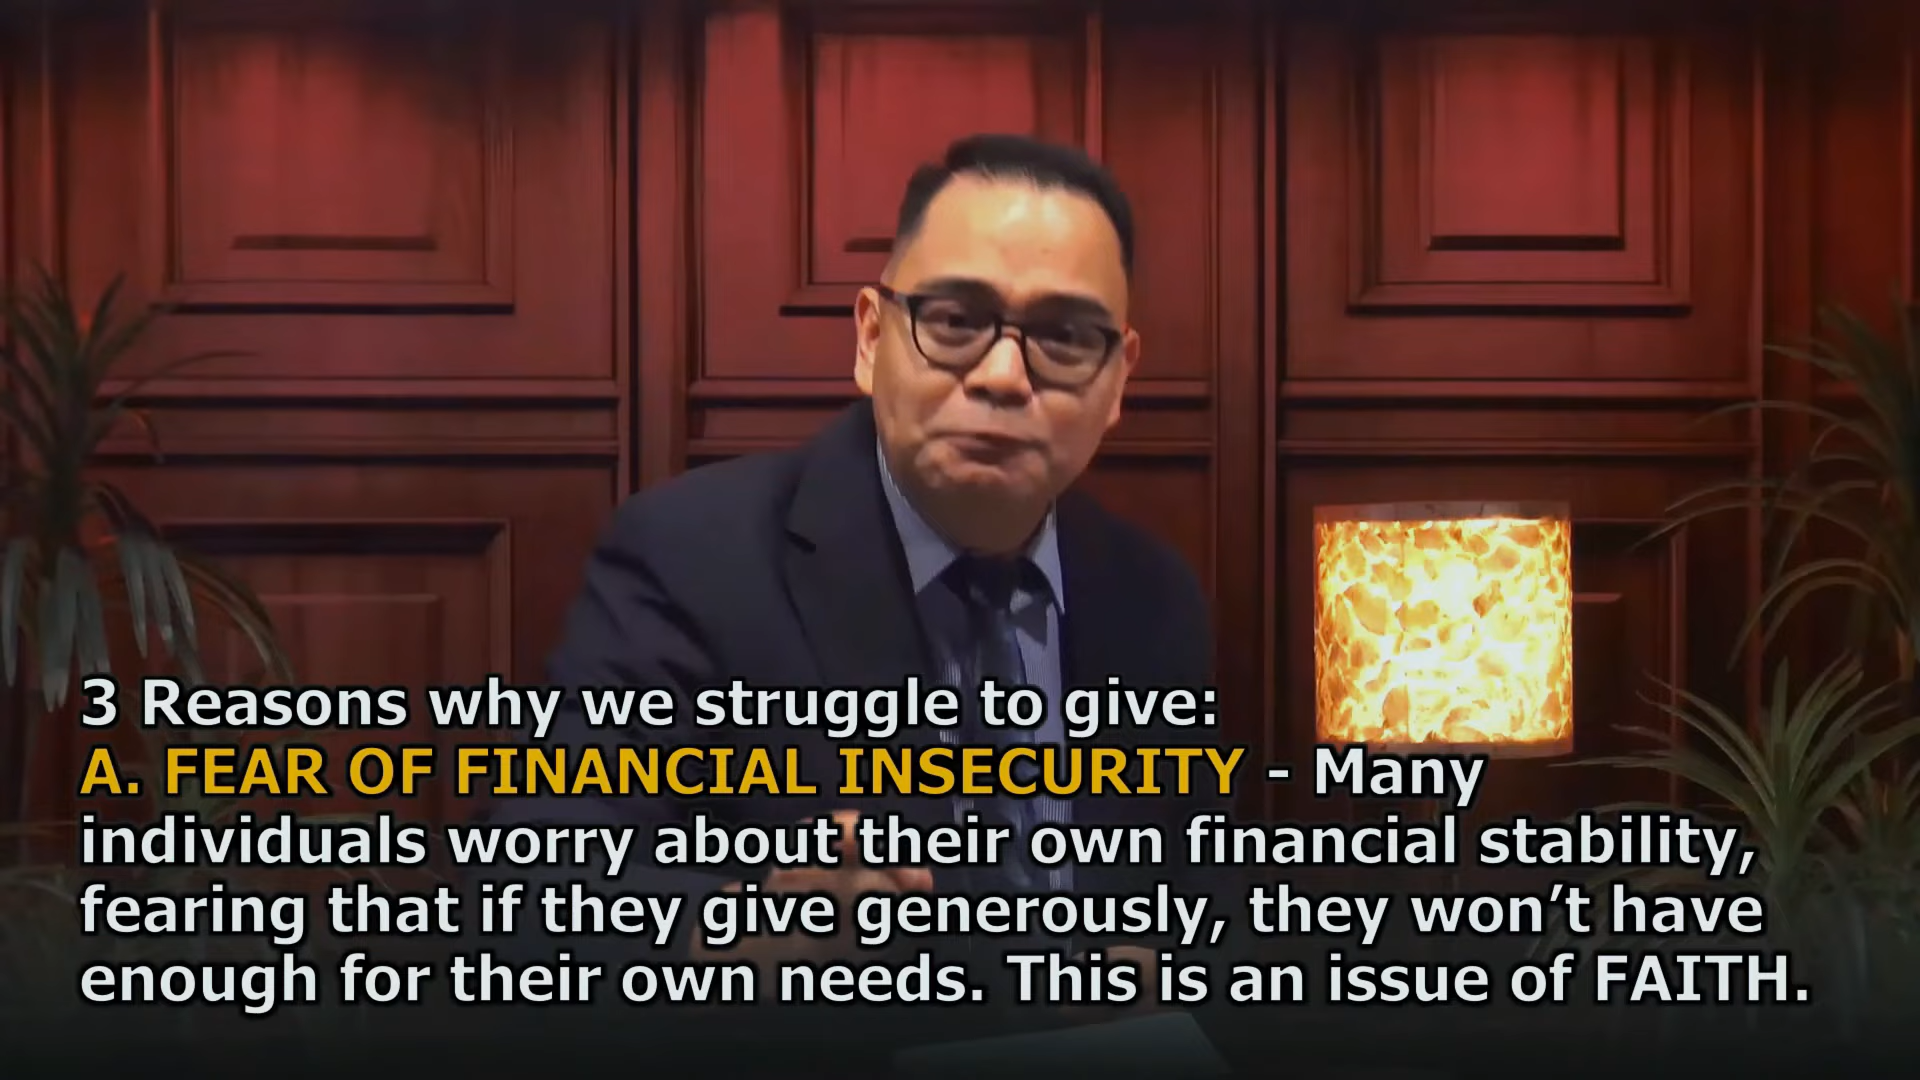 3 Reasons why we struggle to give:
A. FEAR OF FINANCIAL INSECURITY - Many
individuals worry about their own financial stability,
fearing that if they give generously, they won’t have
enough for their own needs. This is an issue of FAITH.